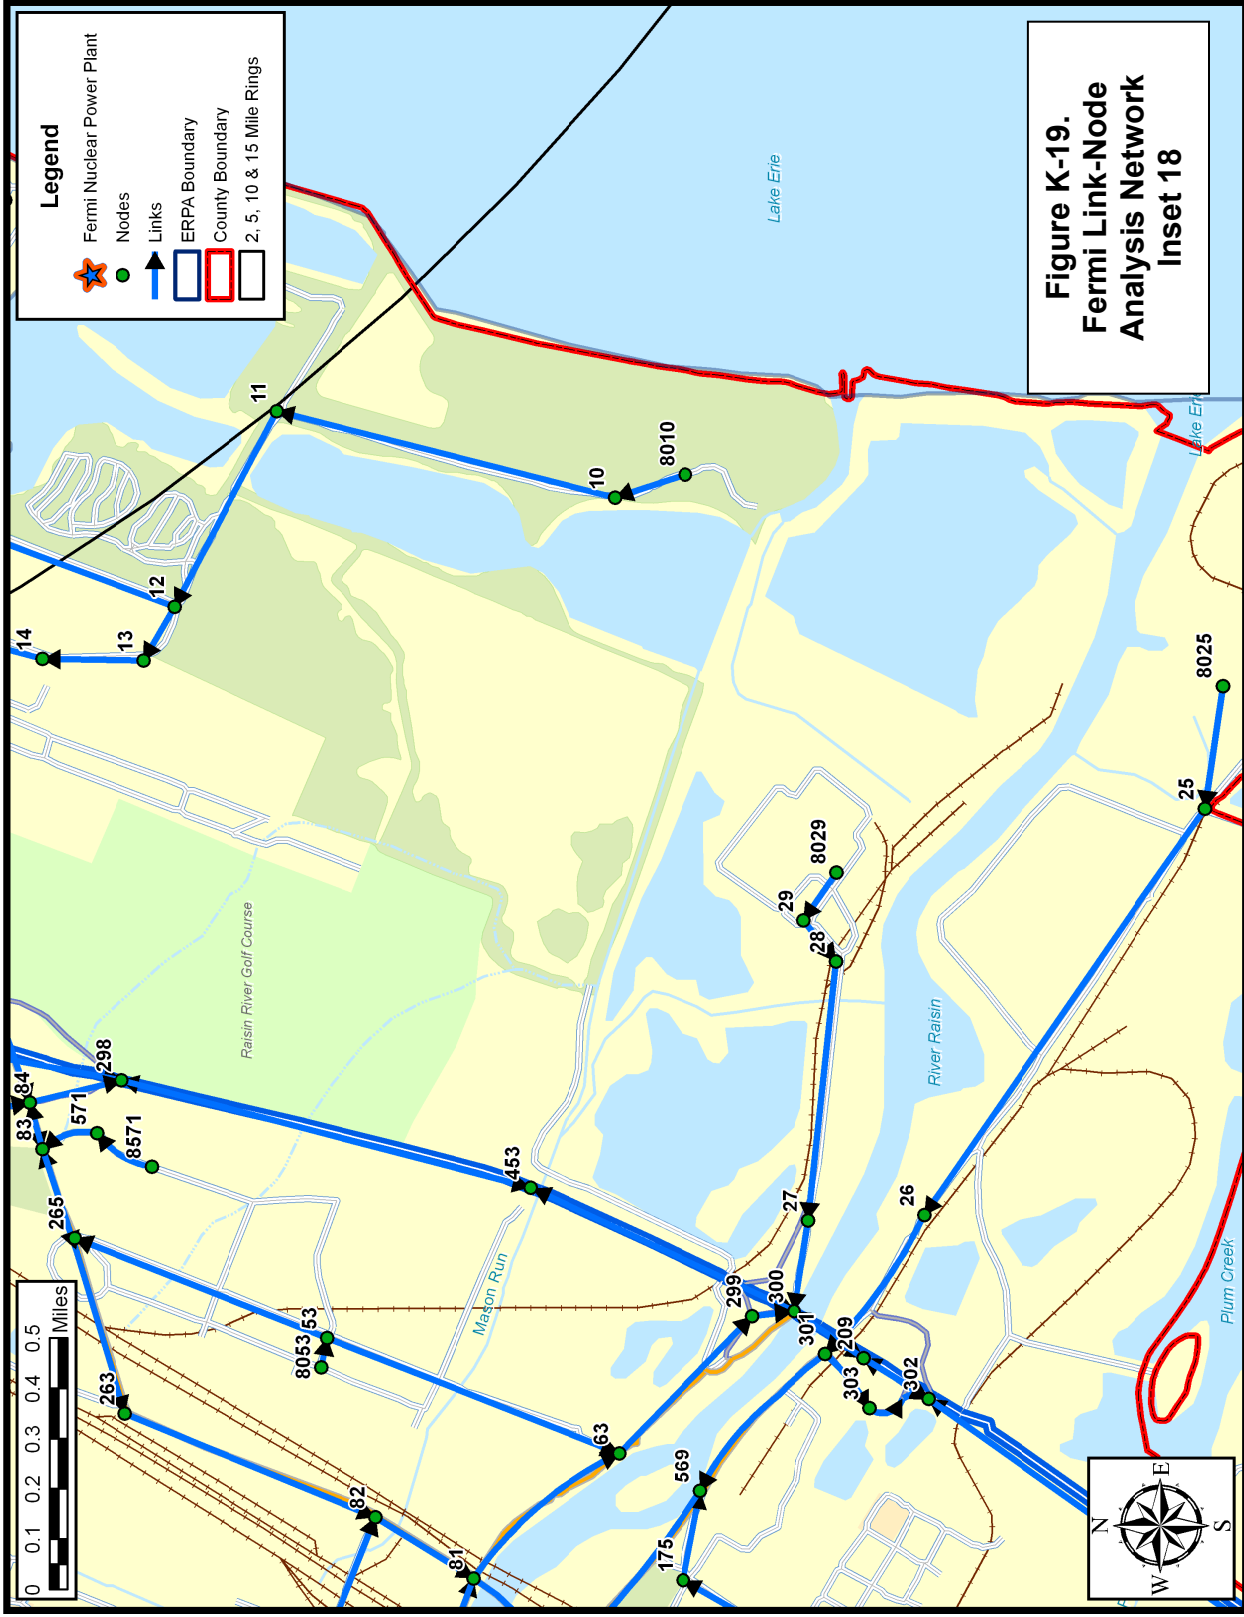 Legend
Fermi Nuclear Power Plant
Nodes
Links
ERPA Boundary
County Boundary
2, 5, 10 & 15 Mile Rings
Figure K-19.
Fermi Link-Node
Analysis Network
Inset 18
0 0.1 0.2 0.3 0.4 0.5
Miles
N
E
S
W
Lake Erie
Lake Erie
Raisin River Golf Course
River Raisin
Mason Run
Plum Creek
11
10
8010
12
13
14
8025
25
8029
29
28
27
26
298
84
83
571
8571
265
453
299
300
301
209
303
302
53
8053
263
63
569
82
81
175